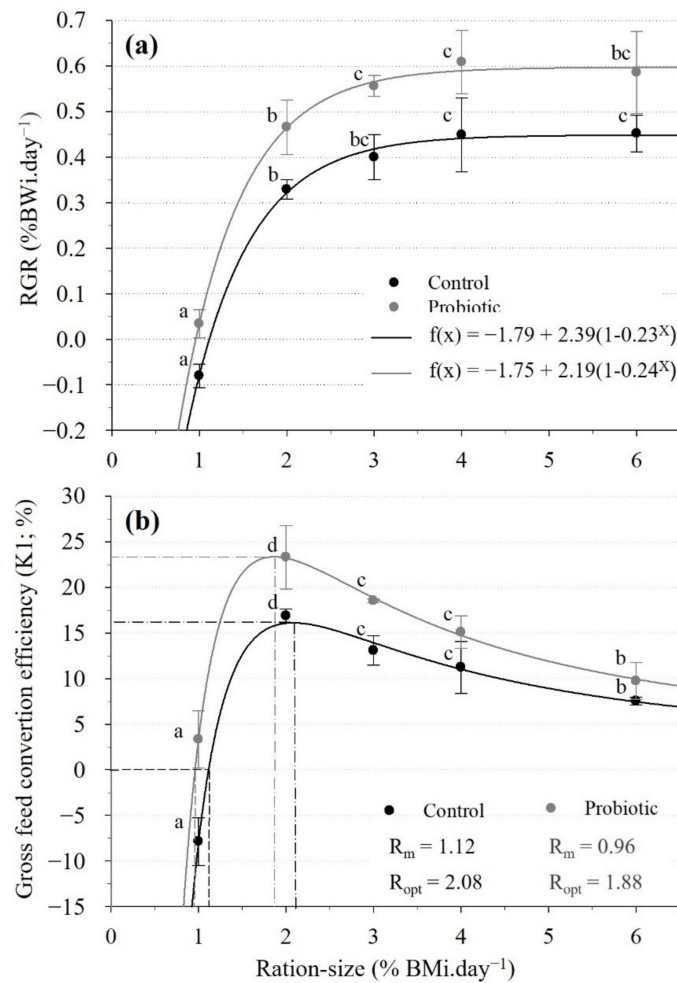 (a)
RGR (%BWi.day−1)
0.7
0.6
0.5
0.4
0.3
0.2
0.1
0.0
−0.1
−0.2
a
a
b
b
c
bc
c
c
bc
c
Control
Probiotic
f(x) = −1.79 + 2.39(1-0.23^X)
f(x) = −1.75 + 2.19(1-0.24^X)
0 1 2 3 4 5 6
(b)
Gross feed convertion efficiency (K1; %)
30
25
20
15
10
5
0
−5
−10
−15
a
a
d
d
c
c
c
c
b
b
Control Probiotic
Rm = 1.12 Rm = 0.96
Ropt = 2.08 Ropt = 1.88
0 1 2 3 4 5 6
Ration-size (% BMi.day−1)